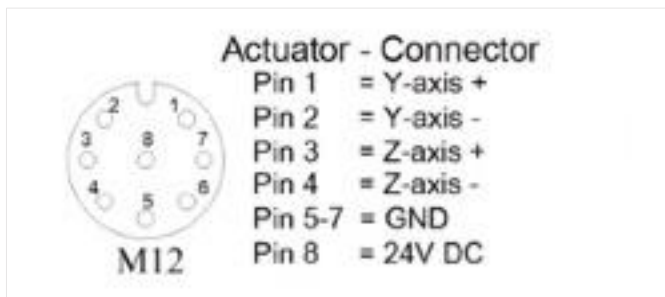 Actuator - Connector
Pin 1 = Y-axis +
Pin 2 = Y-axis -
Pin 3 = Z-axis +
Pin 4 = Z-axis -
Pin 5-7 = GND
Pin 8 = 24V DC
2 1
3 8 7
4 5 6
M12